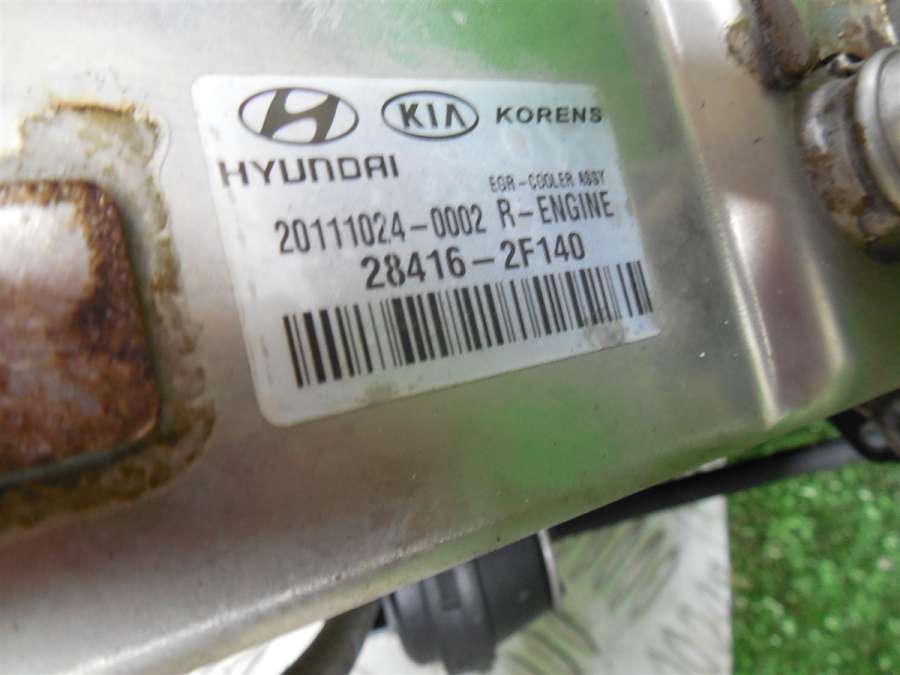 KIA KORENS
HYUNDAI
EGR-COOLER ASSY
20111024-0002 R-ENGINE
28416-2F140